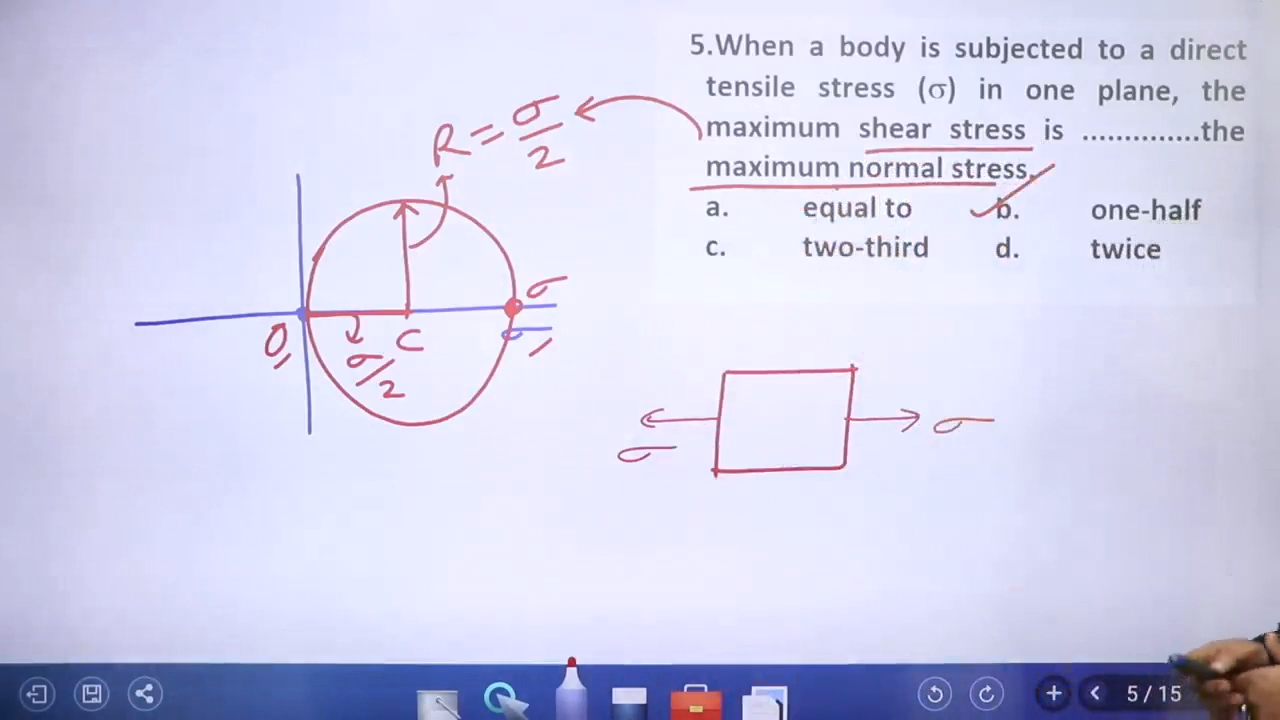 5.When a body is subjected to a direct
tensile stress (σ) in one plane, the
maximum shear stress is ..............the
maximum normal stress.
a. equal to b. one-half
c. two-third d. twice
R = σ/2
σ
O, σ/2 C σ,
σ σ
5 / 15